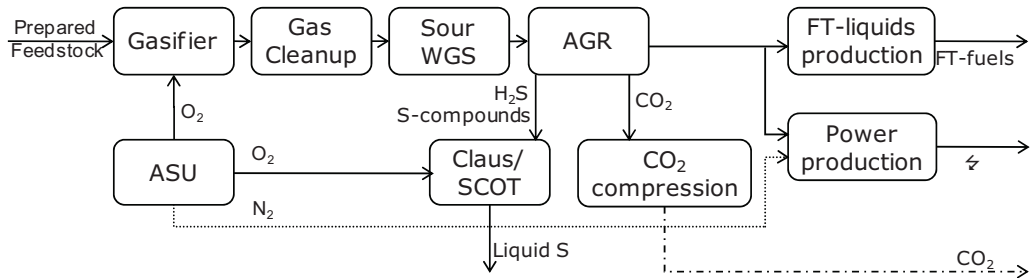 Prepared
Feedstock
Gasifier
Gas
Cleanup
Sour
WGS
AGR
FT-liquids
production
FT-fuels
O₂
H₂S
S-compounds
CO₂
ASU
O₂
Claus/
SCOT
CO₂
compression
Power
production
N₂
Liquid S
CO₂